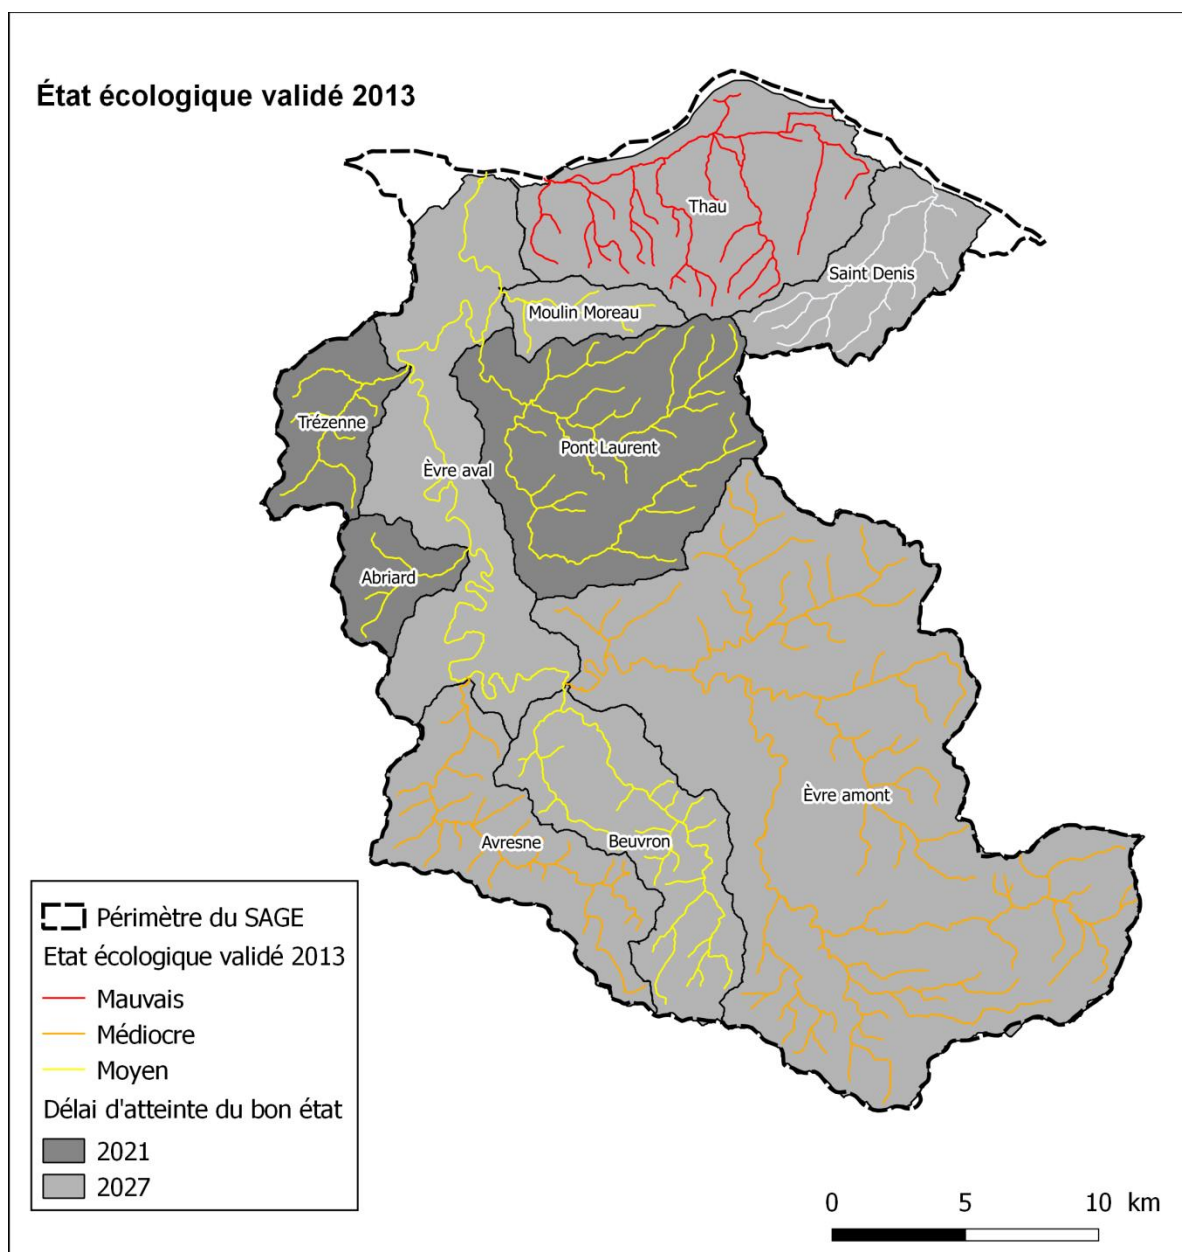 État écologique validé 2013
Thau
Saint Denis
Moulin Moreau
Trézenne
Pont Laurent
Èvre aval
Abriard
Èvre amont
Avresne
Beuvron
Périmètre du SAGE
Etat écologique validé 2013
Mauvais
Médiocre
Moyen
Délai d'atteinte du bon état
2021
2027
0 5 10 km